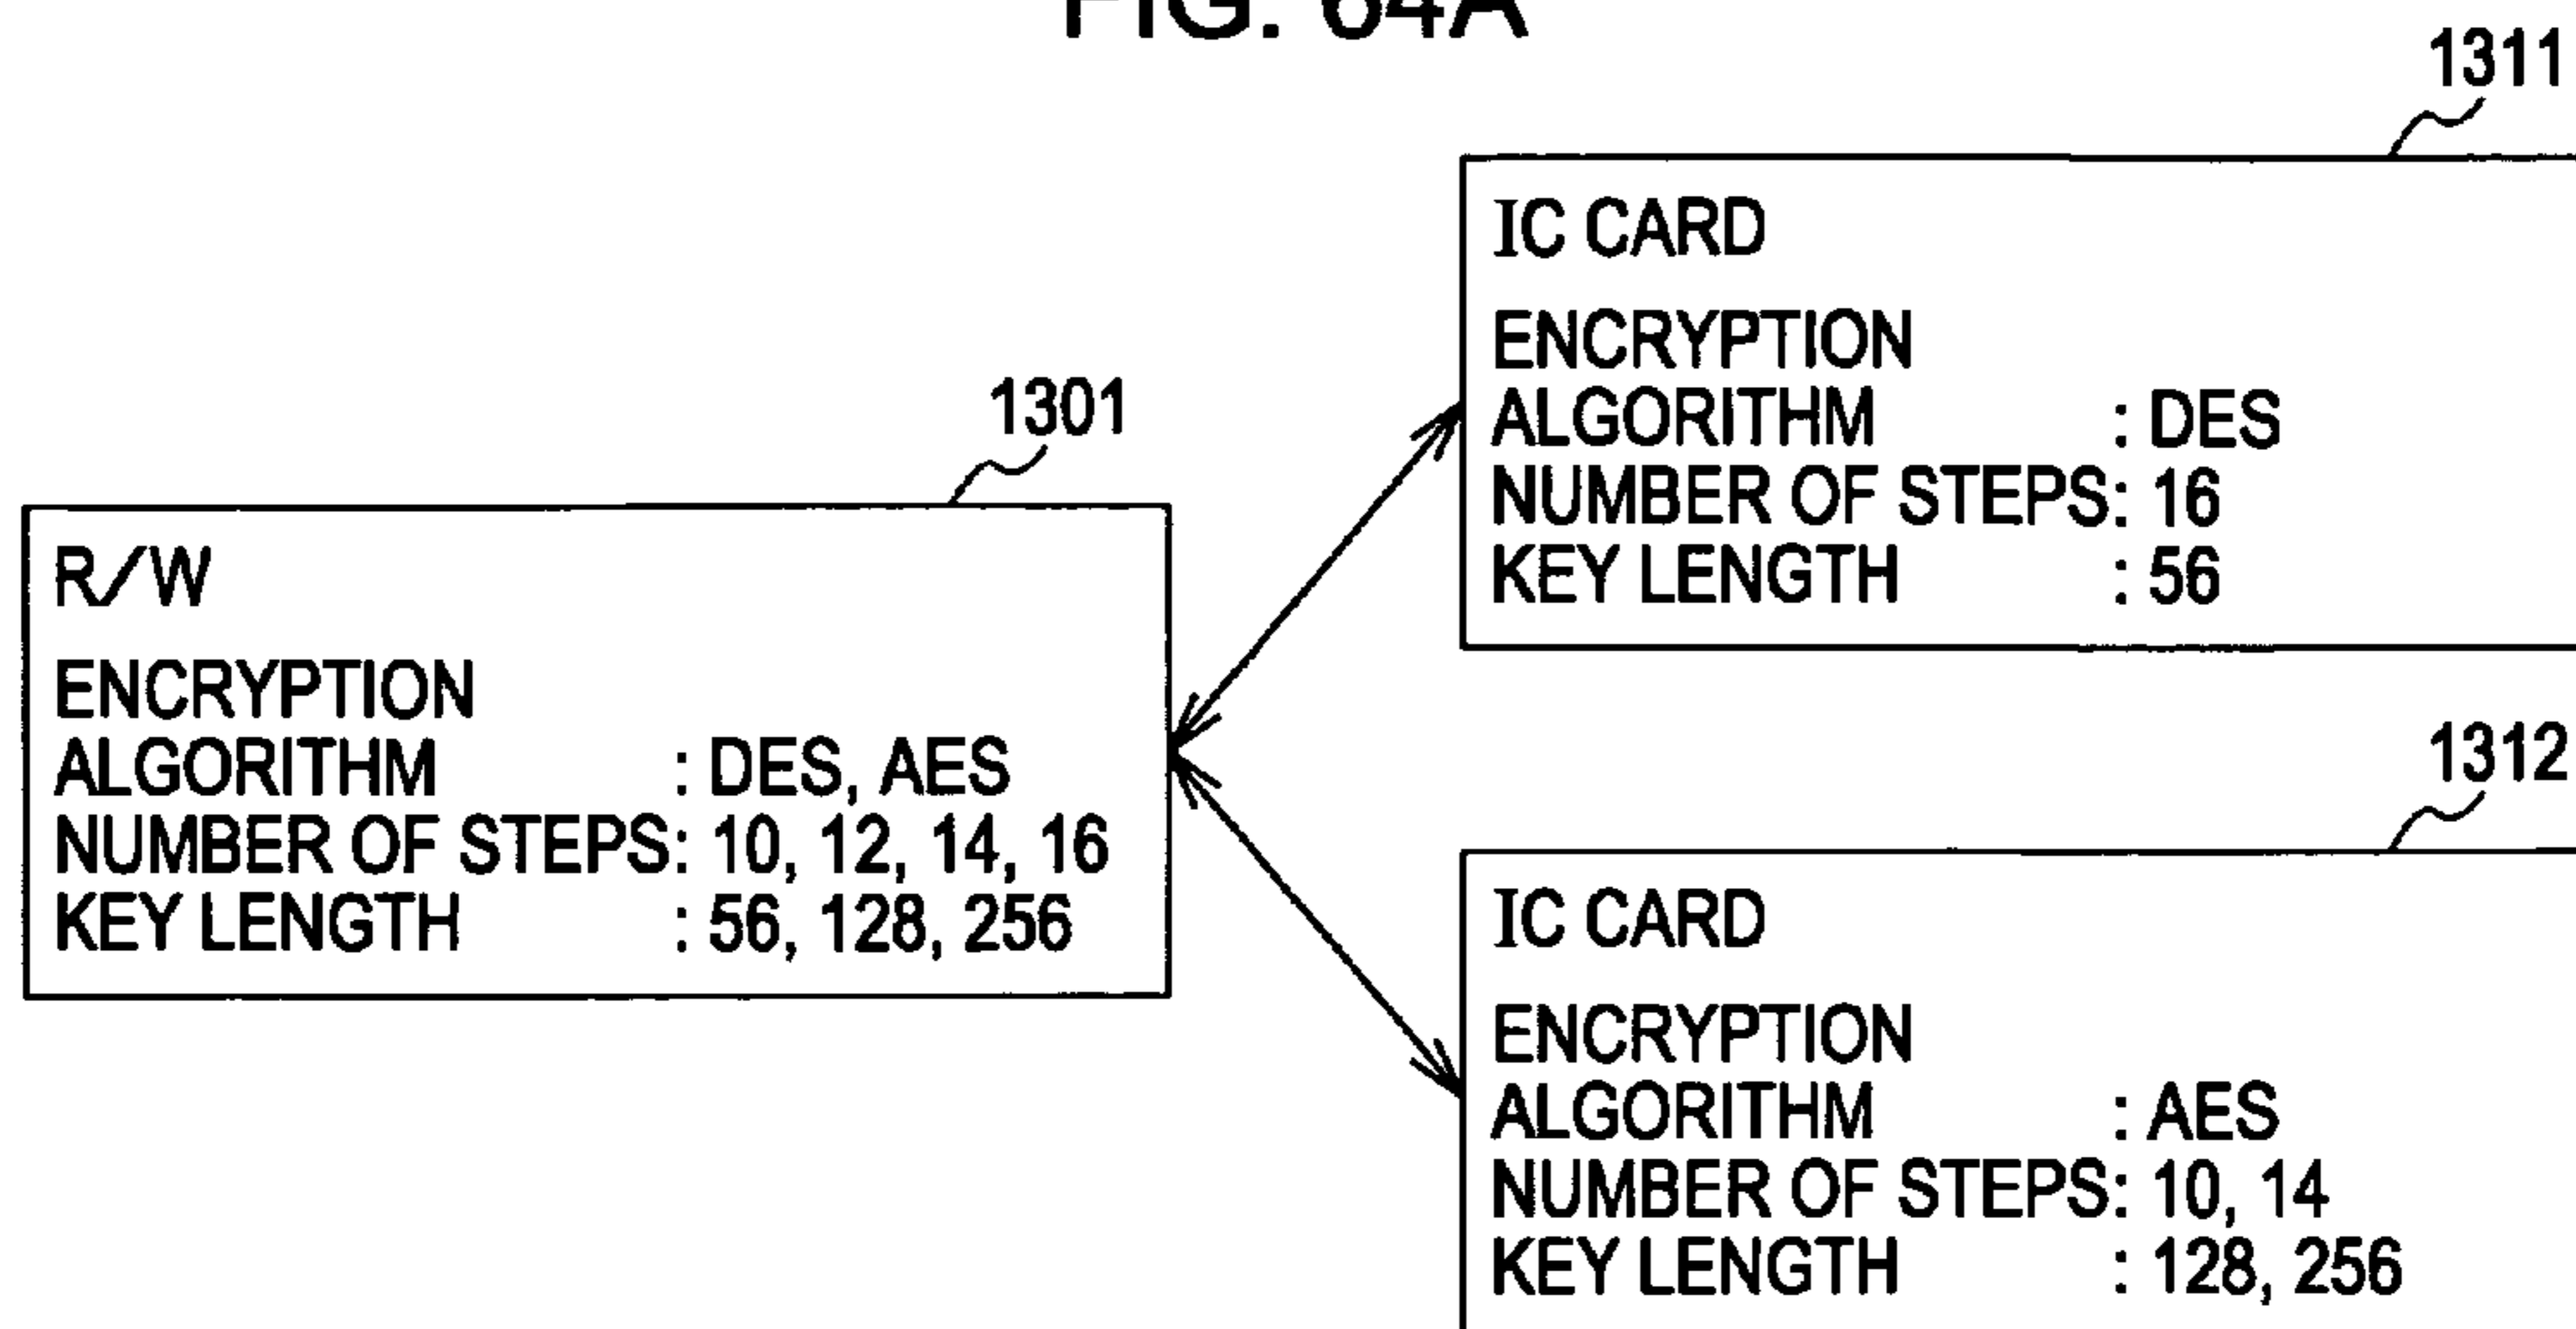 FIG. 64A
1311
IC CARD
ENCRYPTION
ALGORITHM : DES
NUMBER OF STEPS: 16
KEY LENGTH : 56
1301
R/W
ENCRYPTION
ALGORITHM : DES, AES
NUMBER OF STEPS: 10, 12, 14, 16
KEY LENGTH : 56, 128, 256
1312
IC CARD
ENCRYPTION
ALGORITHM : AES
NUMBER OF STEPS: 10, 14
KEY LENGTH : 128, 256